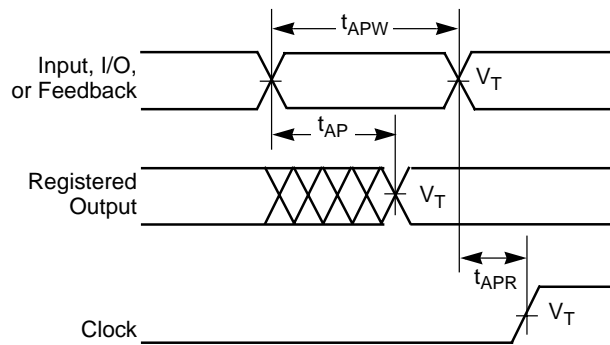 tAPW
Input, I/O,
or Feedback
VT
tAP
Registered
Output
VT
tAPR
Clock
VT